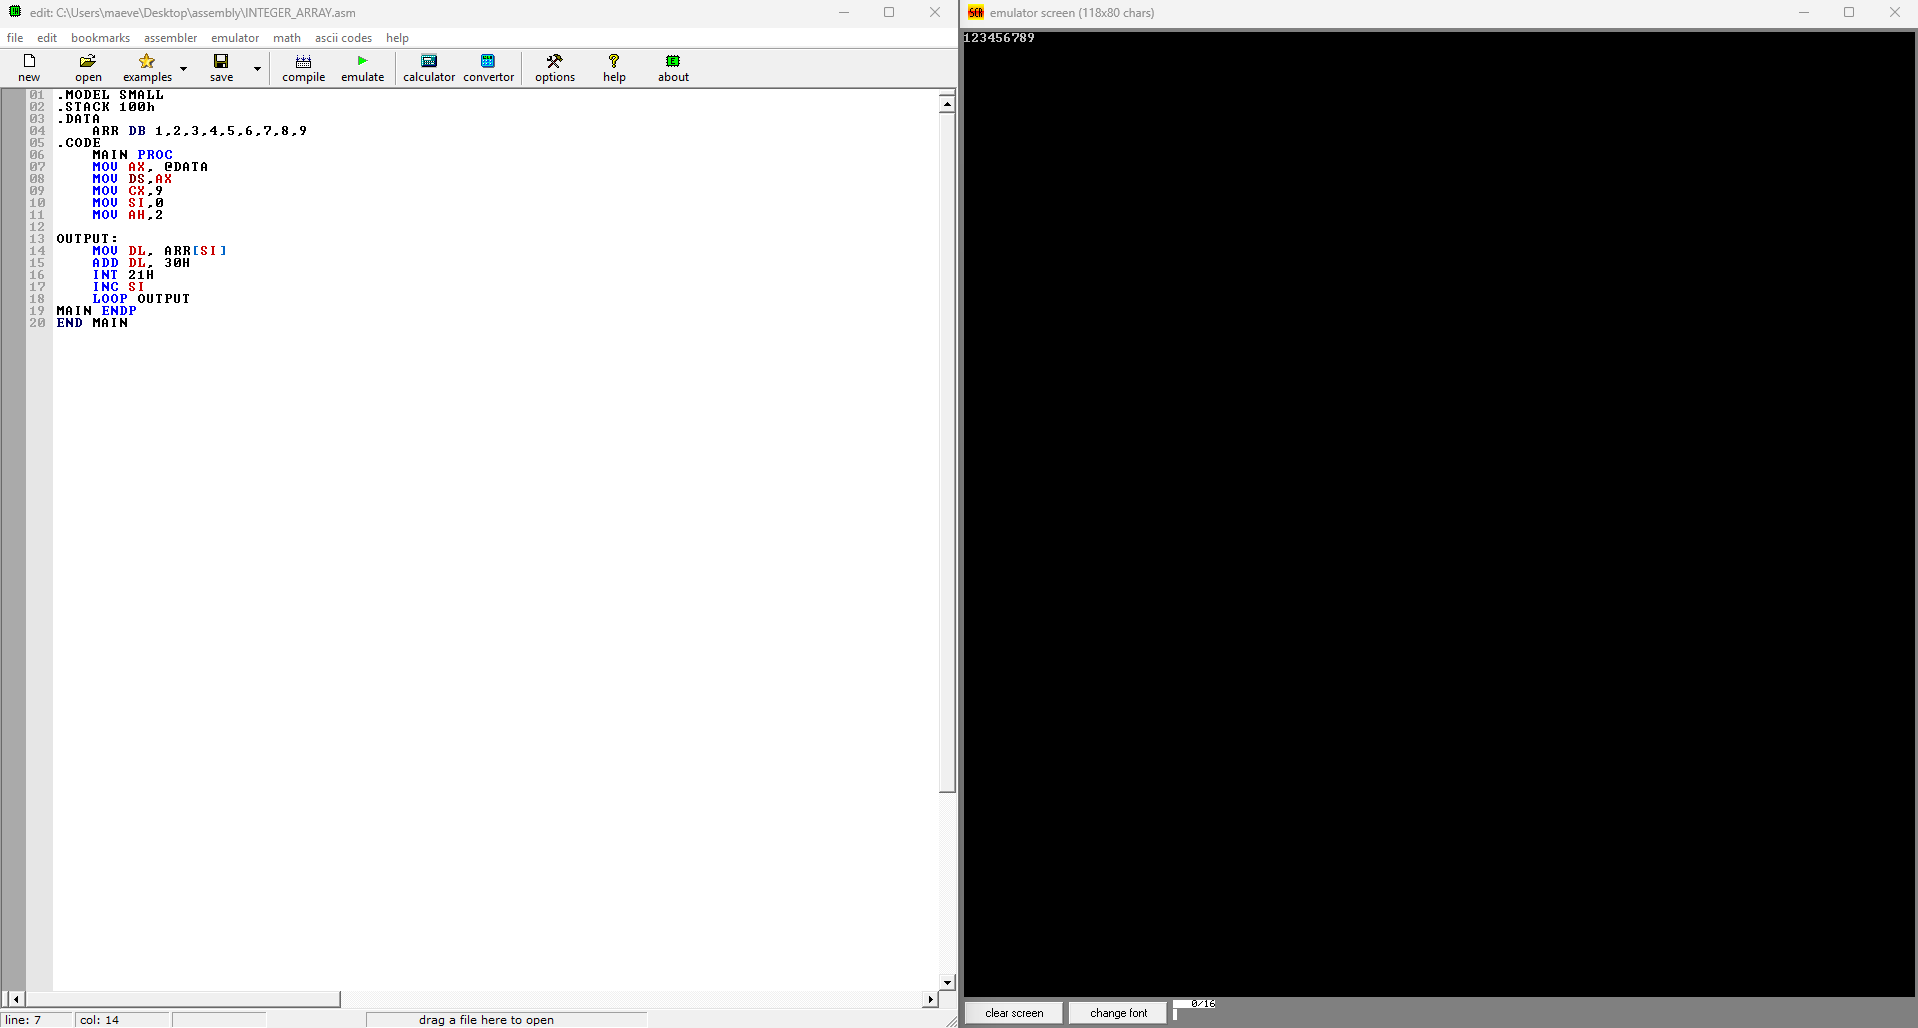 edit: C:\Users\maeve\Desktop\assembly\INTEGER_ARRAY.asm
file edit bookmarks assembler emulator math ascii codes help
new open examples save compile emulate calculator convertor options help about
01 .MODEL SMALL
02 .STACK 100h
03 .DATA
04 ARR DB 1,2,3,4,5,6,7,8,9
05 .CODE
06 MAIN PROC
07 MOV AX, @DATA
08 MOV DS,AX
09 MOV CX,9
10 MOV SI,0
11 MOV AH,2
12
13 OUTPUT:
14 MOV DL, ARR[SI]
15 ADD DL, 30H
16 INT 21H
17 INC SI
18 LOOP OUTPUT
19 MAIN ENDP
20 END MAIN
line: 7 col: 14 drag a file here to open
SCR emulator screen (118x80 chars)
123456789
clear screen change font 0/16